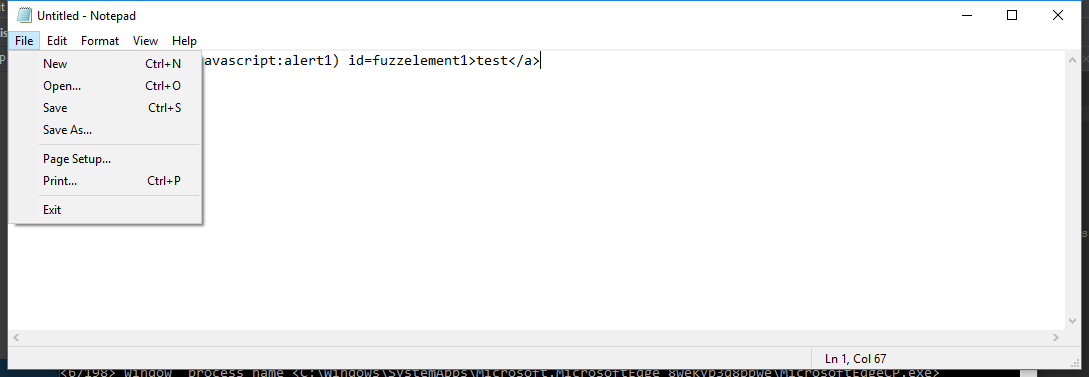 Untitled - Notepad
File Edit Format View Help
avascript:alert1) id=fuzzelement1>test</a>
New Ctrl+N
Open... Ctrl+O
Save Ctrl+S
Save As...
Page Setup...
Print... Ctrl+P
Exit
Ln 1, Col 67
<6/198> window process name <C:\Windows\SystemApps\Microsoft.MicrosoftEdge_8wekyb3d8bbwe\MicrosoftEdgeCP.exe>